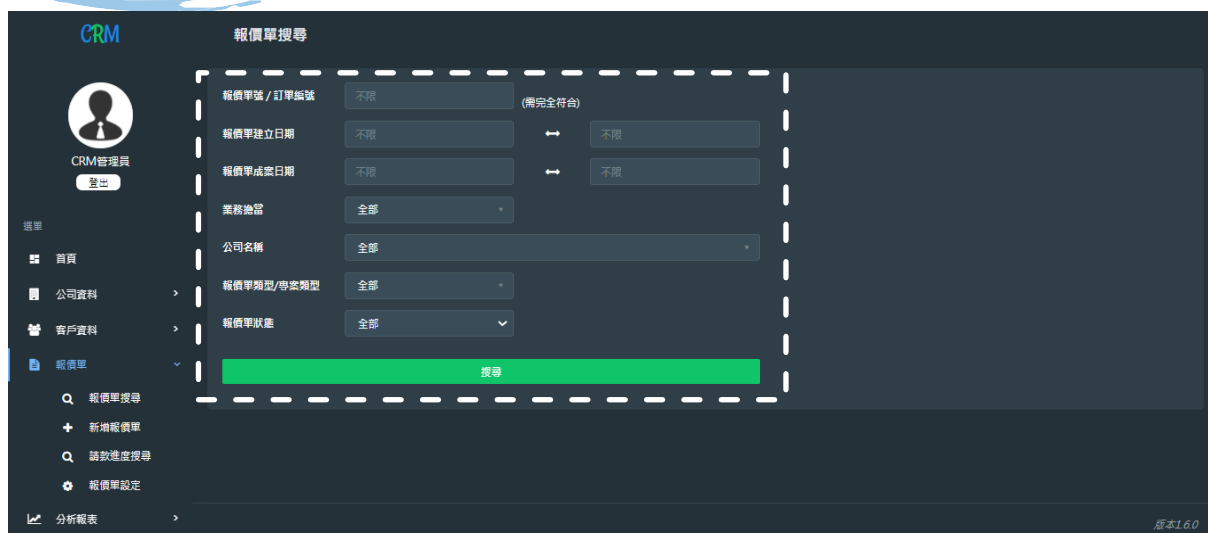 CRM
報價單搜尋
CRM管理員
登出
選單
首頁
公司資料
客戶資料
報價單
報價單搜尋
新增報價單
請款進度搜尋
報價單設定
分析報表
報價單號 / 訂單編號 不限 (需完全符合)
報價單建立日期 不限 不限
報價單成案日期 不限 不限
業務擔當 全部
公司名稱 全部
報價單類型/專案類型 全部
報價單狀態 全部
搜尋
版本1.6.0